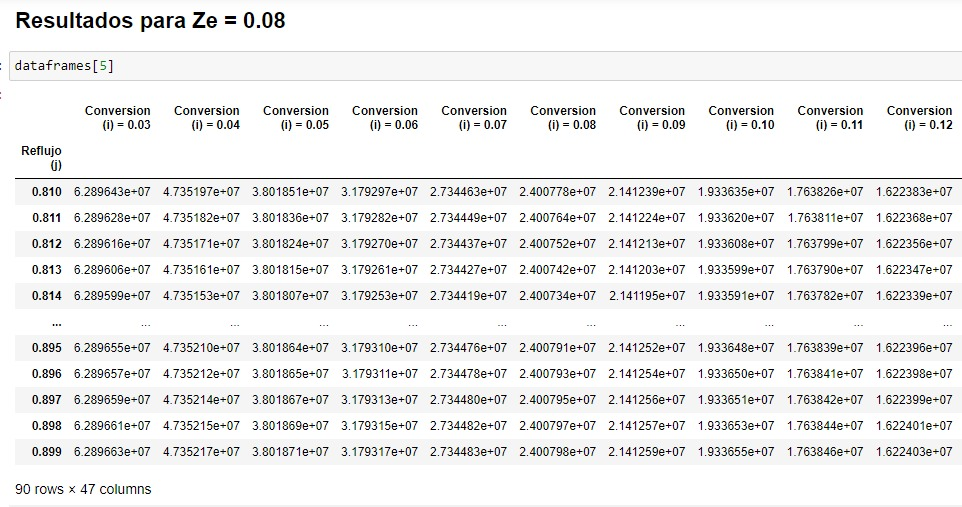 Resultados para Ze = 0.08
dataframes[5]
Conversion Conversion Conversion Conversion Conversion Conversion Conversion Conversion Conversion Conversion
(i) = 0.03 (i) = 0.04 (i) = 0.05 (i) = 0.06 (i) = 0.07 (i) = 0.08 (i) = 0.09 (i) = 0.10 (i) = 0.11 (i) = 0.12
Reflujo
(j)
0.810 6.289643e+07 4.735197e+07 3.801851e+07 3.179297e+07 2.734463e+07 2.400778e+07 2.141239e+07 1.933635e+07 1.763826e+07 1.622383e+07
0.811 6.289628e+07 4.735182e+07 3.801836e+07 3.179282e+07 2.734449e+07 2.400764e+07 2.141224e+07 1.933620e+07 1.763811e+07 1.622368e+07
0.812 6.289616e+07 4.735171e+07 3.801824e+07 3.179270e+07 2.734437e+07 2.400752e+07 2.141213e+07 1.933608e+07 1.763799e+07 1.622356e+07
0.813 6.289606e+07 4.735161e+07 3.801815e+07 3.179261e+07 2.734427e+07 2.400742e+07 2.141203e+07 1.933599e+07 1.763790e+07 1.622347e+07
0.814 6.289599e+07 4.735153e+07 3.801807e+07 3.179253e+07 2.734419e+07 2.400734e+07 2.141195e+07 1.933591e+07 1.763782e+07 1.622339e+07
... ... ... ... ... ... ... ... ... ... ...
0.895 6.289655e+07 4.735210e+07 3.801864e+07 3.179310e+07 2.734476e+07 2.400791e+07 2.141252e+07 1.933648e+07 1.763839e+07 1.622396e+07
0.896 6.289657e+07 4.735212e+07 3.801865e+07 3.179311e+07 2.734478e+07 2.400793e+07 2.141254e+07 1.933650e+07 1.763841e+07 1.622398e+07
0.897 6.289659e+07 4.735214e+07 3.801867e+07 3.179313e+07 2.734480e+07 2.400795e+07 2.141256e+07 1.933651e+07 1.763842e+07 1.622399e+07
0.898 6.289661e+07 4.735215e+07 3.801869e+07 3.179315e+07 2.734482e+07 2.400797e+07 2.141257e+07 1.933653e+07 1.763844e+07 1.622401e+07
0.899 6.289663e+07 4.735217e+07 3.801871e+07 3.179317e+07 2.734483e+07 2.400798e+07 2.141259e+07 1.933655e+07 1.763846e+07 1.622403e+07
90 rows × 47 columns